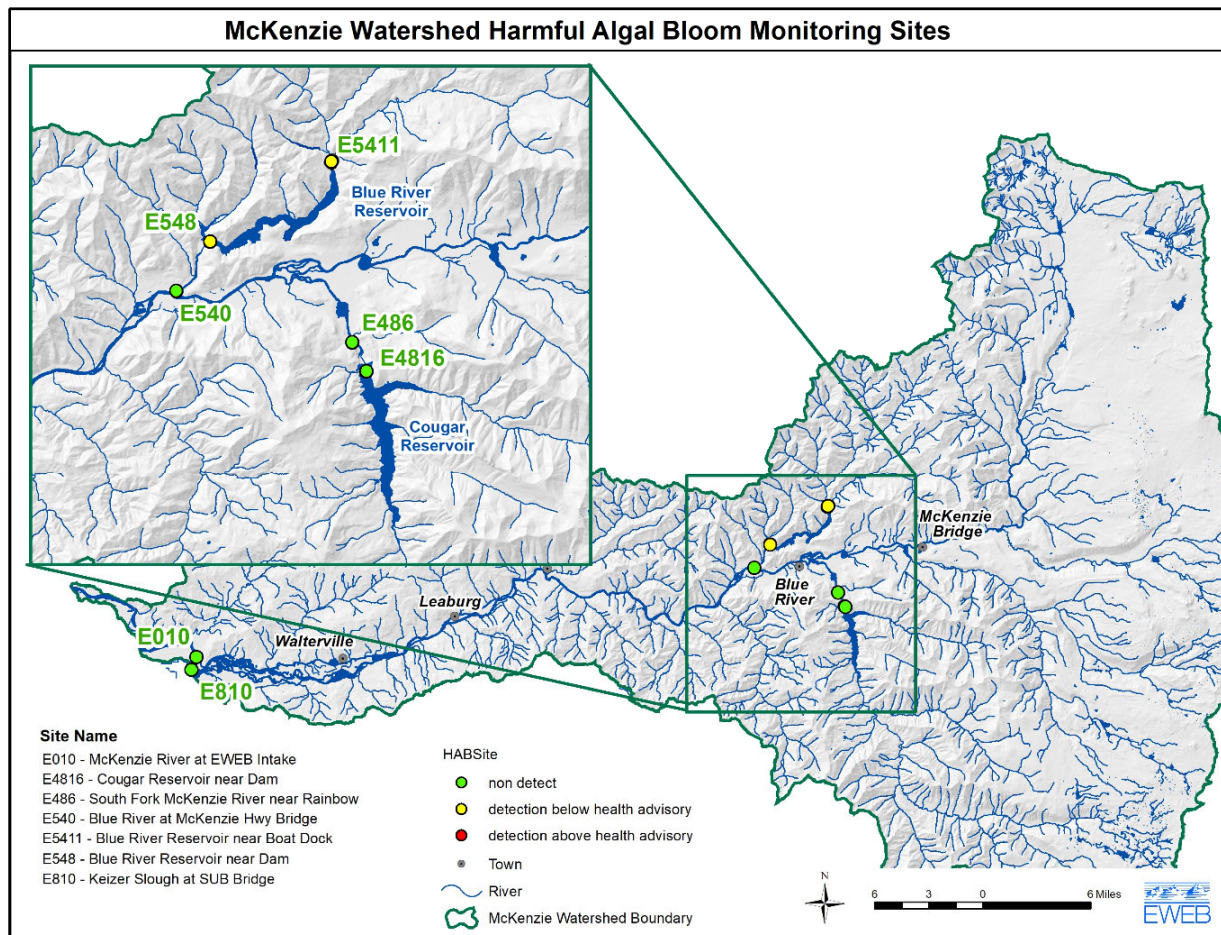 McKenzie Watershed Harmful Algal Bloom Monitoring Sites
E5411
Blue River
Reservoir
E548
E540
E486
E4816
Cougar
Reservoir
McKenzie
Bridge
Blue
River
Leaburg
Walterville
E010
E810
Site Name
E010 - McKenzie River at EWEB Intake
E4816 - Cougar Reservoir near Dam
E486 - South Fork McKenzie River near Rainbow
E540 - Blue River at McKenzie Hwy Bridge
E5411 - Blue River Reservoir near Boat Dock
E548 - Blue River Reservoir near Dam
E810 - Keizer Slough at SUB Bridge
HABSite
non detect
detection below health advisory
detection above health advisory
Town
River
McKenzie Watershed Boundary
N
6 3 0 6 Miles
EWEB